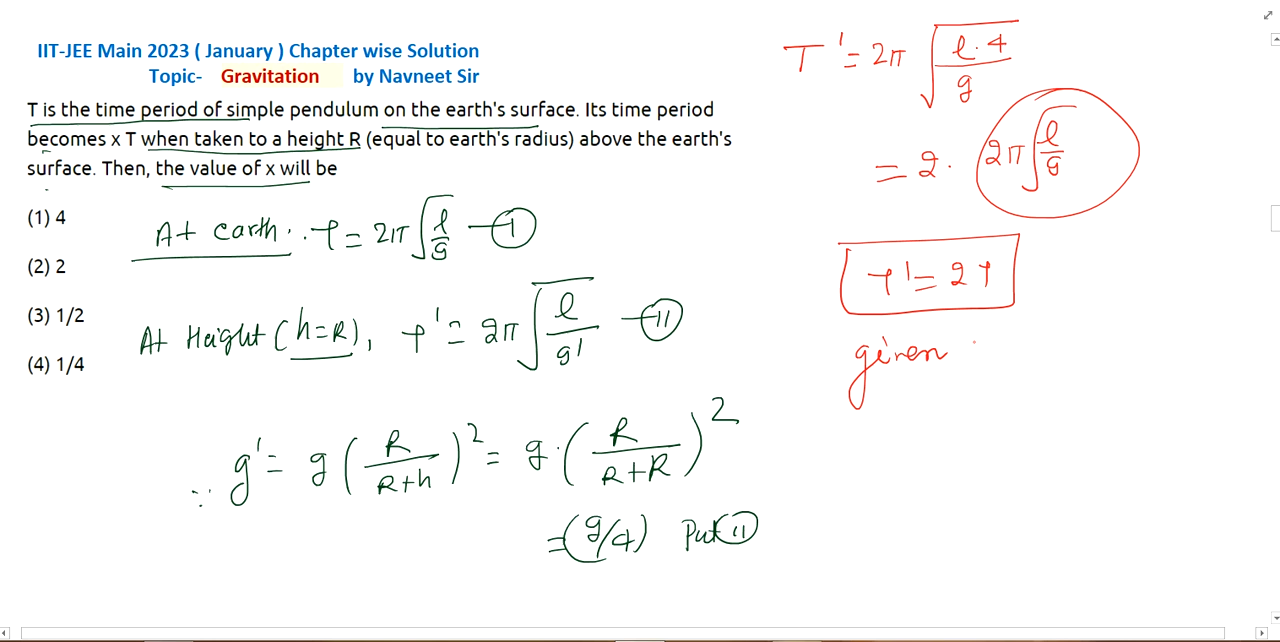 IIT-JEE Main 2023 ( January ) Chapter wise Solution
Topic- Gravitation by Navneet Sir
T is the time period of simple pendulum on the earth's surface. Its time period
becomes x T when taken to a height R (equal to earth's radius) above the earth's
surface. Then, the value of x will be
(1) 4
(2) 2
(3) 1/2
(4) 1/4
At earth . . T = 2π √(l/g) — (I)
At Height (h=R), T' = 2π √(l/g') — (II)
∵ g' = g (R/(R+h))² = g . (R/(R+R))²
= (g/4) Put (II)
T' = 2π √(l . 4/g)
= 2 . 2π √(l/g)
T' = 2T
given .